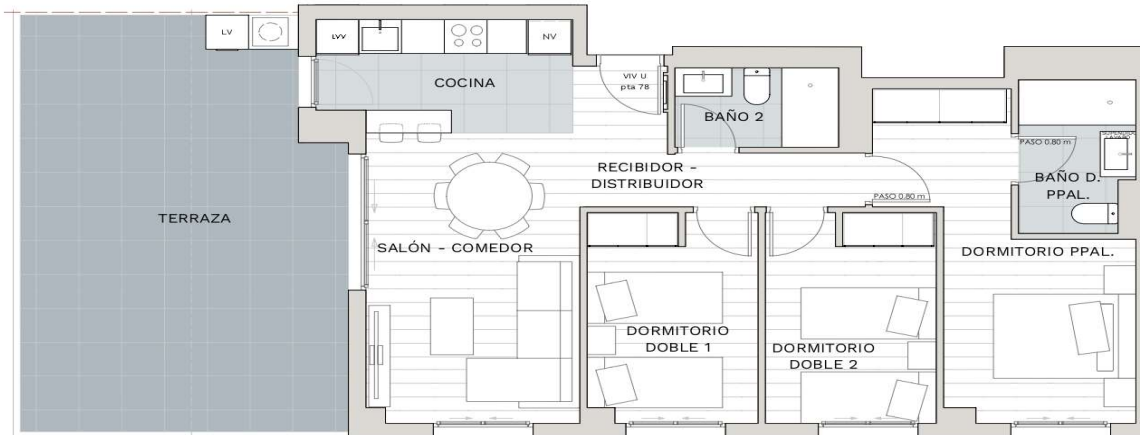 LV
LVV
NV
COCINA
VIV U
pta 78
BAÑO 2
PASO 0.80 m
BAÑO D.
PPAL.
RECIBIDOR -
DISTRIBUIDOR
PASO 0.80 m
TERRAZA
SALÓN - COMEDOR
DORMITORIO PPAL.
DORMITORIO
DOBLE 1
DORMITORIO
DOBLE 2